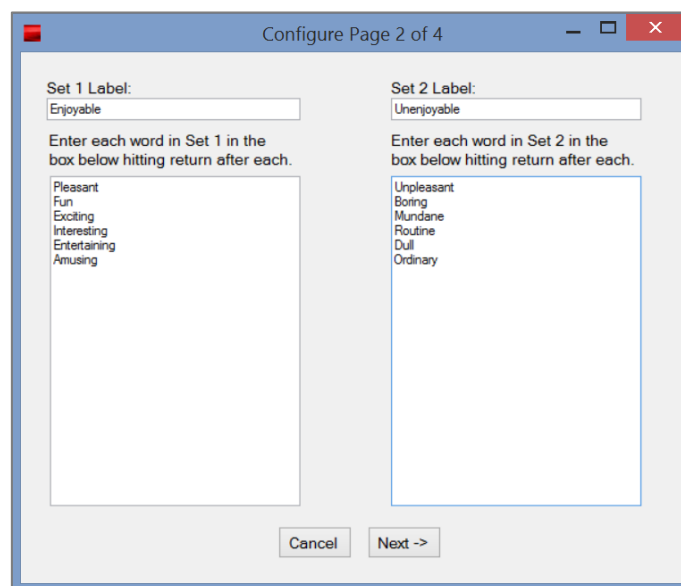 Configure Page 2 of 4
Set 1 Label:
Enjoyable
Enter each word in Set 1 in the
box below hitting return after each.
Pleasant
Fun
Exciting
Interesting
Entertaining
Amusing
Set 2 Label:
Unenjoyable
Enter each word in Set 2 in the
box below hitting return after each.
Unpleasant
Boring
Mundane
Routine
Dull
Ordinary
Cancel
Next ->